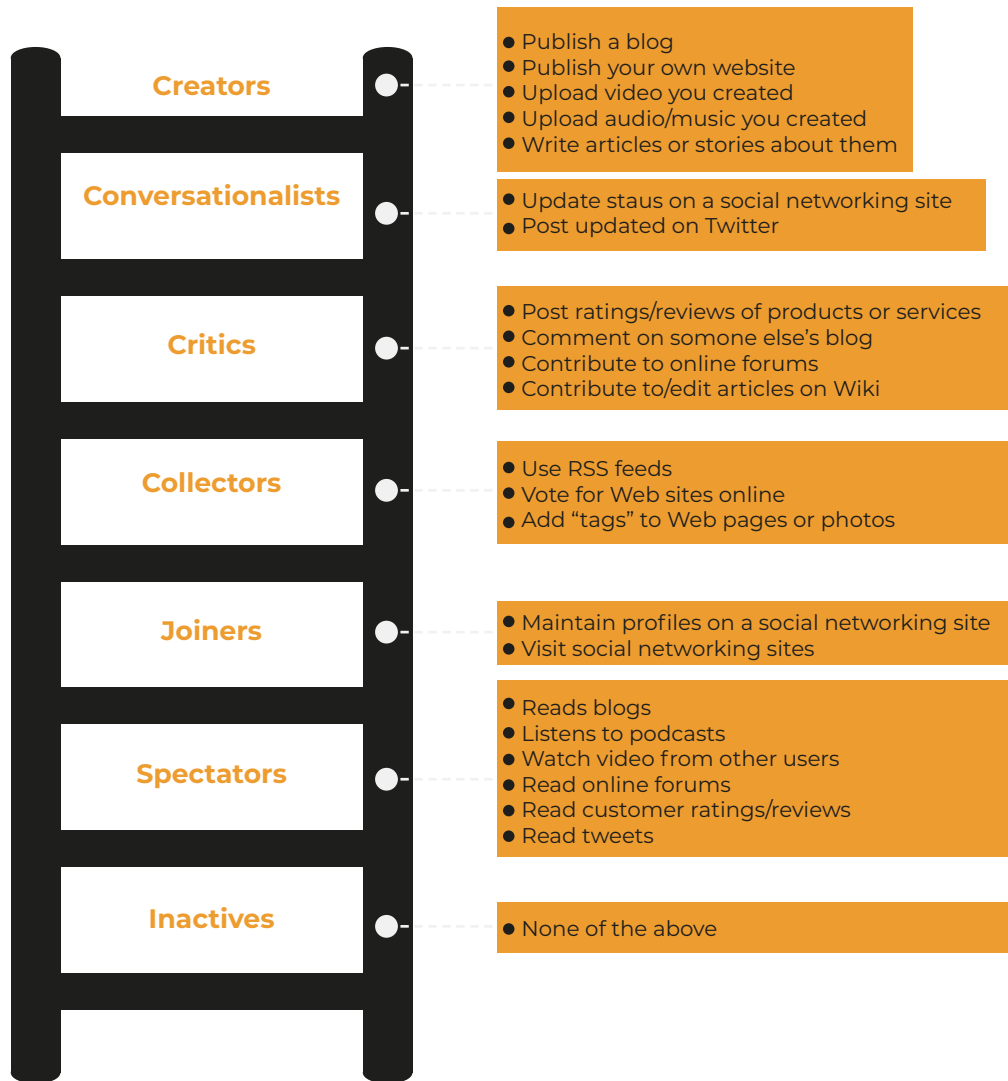 Creators
• Publish a blog
• Publish your own website
• Upload video you created
• Upload audio/music you created
• Write articles or stories about them
Conversationalists
• Update staus on a social networking site
• Post updated on Twitter
Critics
• Post ratings/reviews of products or services
• Comment on somone else’s blog
• Contribute to online forums
• Contribute to/edit articles on Wiki
Collectors
• Use RSS feeds
• Vote for Web sites online
• Add “tags” to Web pages or photos
Joiners
• Maintain profiles on a social networking site
• Visit social networking sites
Spectators
• Reads blogs
• Listens to podcasts
• Watch video from other users
• Read online forums
• Read customer ratings/reviews
• Read tweets
Inactives
• None of the above